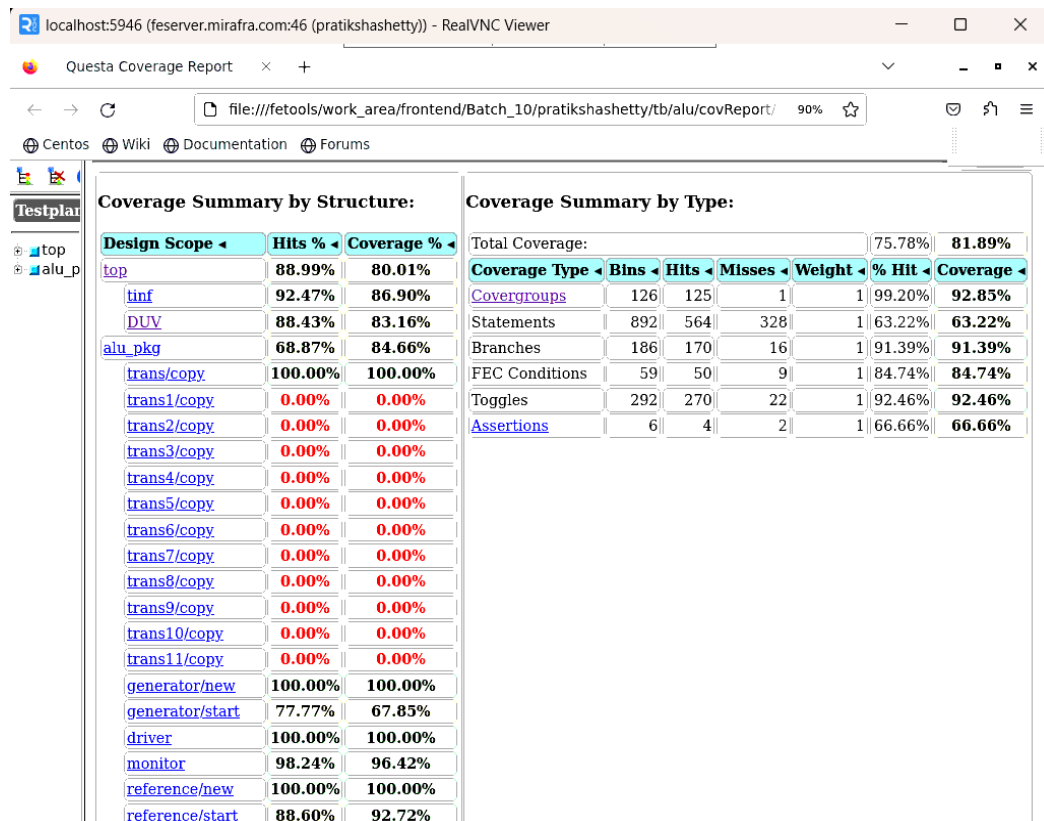 localhost:5946 (feserver.mirafra.com:46 (pratikshashetty)) - RealVNC Viewer
Questa Coverage Report
file:///fetools/work_area/frontend/Batch_10/pratikshashetty/tb/alu/covReport/ 90%
Centos Wiki Documentation Forums
Testplan
top
alu_p
Coverage Summary by Structure:
Design Scope Hits % Coverage %
top 88.99% 80.01%
tinf 92.47% 86.90%
DUV 88.43% 83.16%
alu_pkg 68.87% 84.66%
trans/copy 100.00% 100.00%
trans1/copy 0.00% 0.00%
trans2/copy 0.00% 0.00%
trans3/copy 0.00% 0.00%
trans4/copy 0.00% 0.00%
trans5/copy 0.00% 0.00%
trans6/copy 0.00% 0.00%
trans7/copy 0.00% 0.00%
trans8/copy 0.00% 0.00%
trans9/copy 0.00% 0.00%
trans10/copy 0.00% 0.00%
trans11/copy 0.00% 0.00%
generator/new 100.00% 100.00%
generator/start 77.77% 67.85%
driver 100.00% 100.00%
monitor 98.24% 96.42%
reference/new 100.00% 100.00%
reference/start 88.60% 92.72%
Coverage Summary by Type:
Total Coverage: 75.78% 81.89%
Coverage Type Bins Hits Misses Weight % Hit Coverage
Covergroups 126 125 1 1 99.20% 92.85%
Statements 892 564 328 1 63.22% 63.22%
Branches 186 170 16 1 91.39% 91.39%
FEC Conditions 59 50 9 1 84.74% 84.74%
Toggles 292 270 22 1 92.46% 92.46%
Assertions 6 4 2 1 66.66% 66.66%